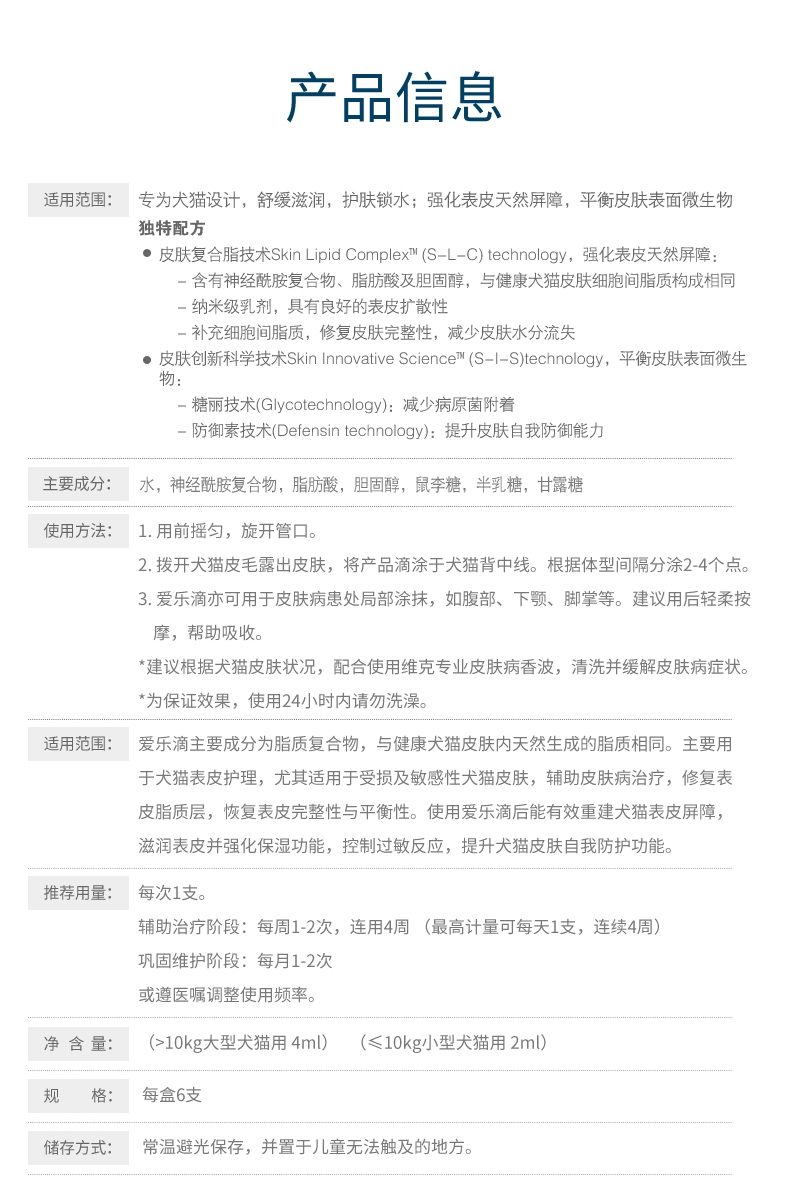 产品信息
适用范围： 专为犬猫设计，舒缓滋润，护肤锁水；强化表皮天然屏障，平衡皮肤表面微生物
独特配方
● 皮肤复合脂技术Skin Lipid Complex™ (S-L-C) technology，强化表皮天然屏障；
– 含有神经酰胺复合物、脂肪酸及胆固醇，与健康犬猫皮肤细胞间脂质构成相同
– 纳米级乳剂，具有良好的表皮扩散性
– 补充细胞间脂质，修复皮肤完整性，减少皮肤水分流失
● 皮肤创新科学技术Skin Innovative Science™ (S-I-S)technology，平衡皮肤表面微生
物；
– 糖丽技术(Glycotechnology)；减少病原菌附着
– 防御素技术(Defensin technology)；提升皮肤自我防御能力
主要成分： 水，神经酰胺复合物，脂肪酸，胆固醇，鼠李糖，半乳糖，甘露糖
使用方法： 1. 用前摇匀，旋开管口。
2. 拨开犬猫皮毛露出皮肤，将产品滴涂于犬猫背中线。根据体型间隔分涂2-4个点。
3. 爱乐滴亦可用于皮肤病患处局部涂抹，如腹部、下颚、脚掌等。建议用后轻柔按
摩，帮助吸收。
*建议根据犬猫皮肤状况，配合使用维克专业皮肤病香波，清洗并缓解皮肤病症状。
*为保证效果，使用24小时内请勿洗澡。
适用范围： 爱乐滴主要成分为脂质复合物，与健康犬猫皮肤内天然生成的脂质相同。主要用
于犬猫表皮护理，尤其适用于受损及敏感性犬猫皮肤，辅助皮肤病治疗，修复表
皮脂质层，恢复表皮完整性与平衡性。使用爱乐滴后能有效重建犬猫表皮屏障，
滋润表皮并强化保湿功能，控制过敏反应，提升犬猫皮肤自我防护功能。
推荐用量： 每次1支。
辅助治疗阶段：每周1-2次，连用4周 （最高计量可每天1支，连续4周）
巩固维护阶段：每月1-2次
或遵医嘱调整使用频率。
净 含 量： （>10kg大型犬猫用 4ml） （≤10kg小型犬猫用 2ml）
规 格： 每盒6支
储存方式： 常温避光保存，并置于儿童无法触及的地方。